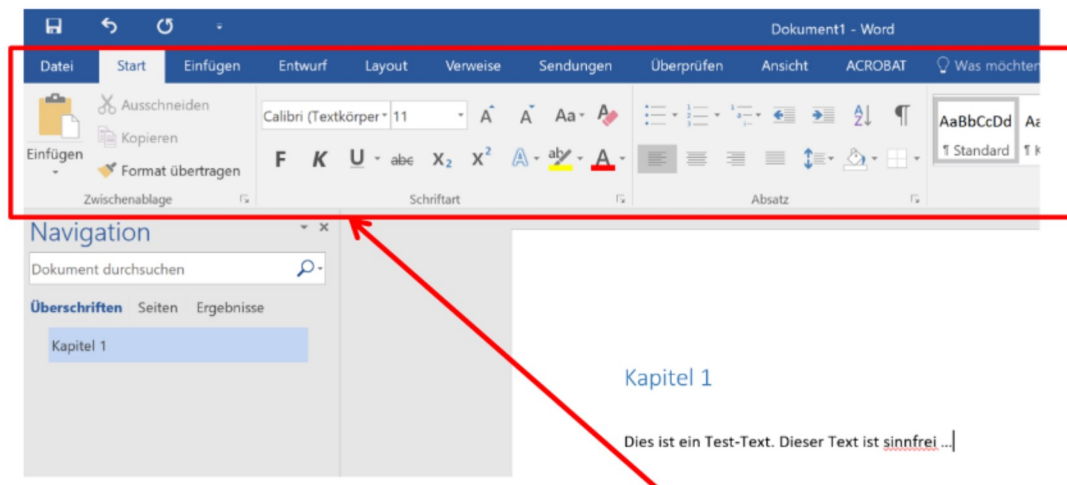 Dokument1 - Word
Datei Start Einfügen Entwurf Layout Verweise Sendungen Überprüfen Ansicht ACROBAT Was möchten
Einfügen
Ausschneiden
Kopieren
Format übertragen
Zwischenablage
Calibri (Textkörper 11 A A Aa A
F K U abc X₂ X² A aby A
Schriftart
Absatz
AaBbCcDd Aa
¶ Standard ¶ K
Navigation
Dokument durchsuchen
Überschriften Seiten Ergebnisse
Kapitel 1
Kapitel 1
Dies ist ein Test-Text. Dieser Text ist sinnfrei ...